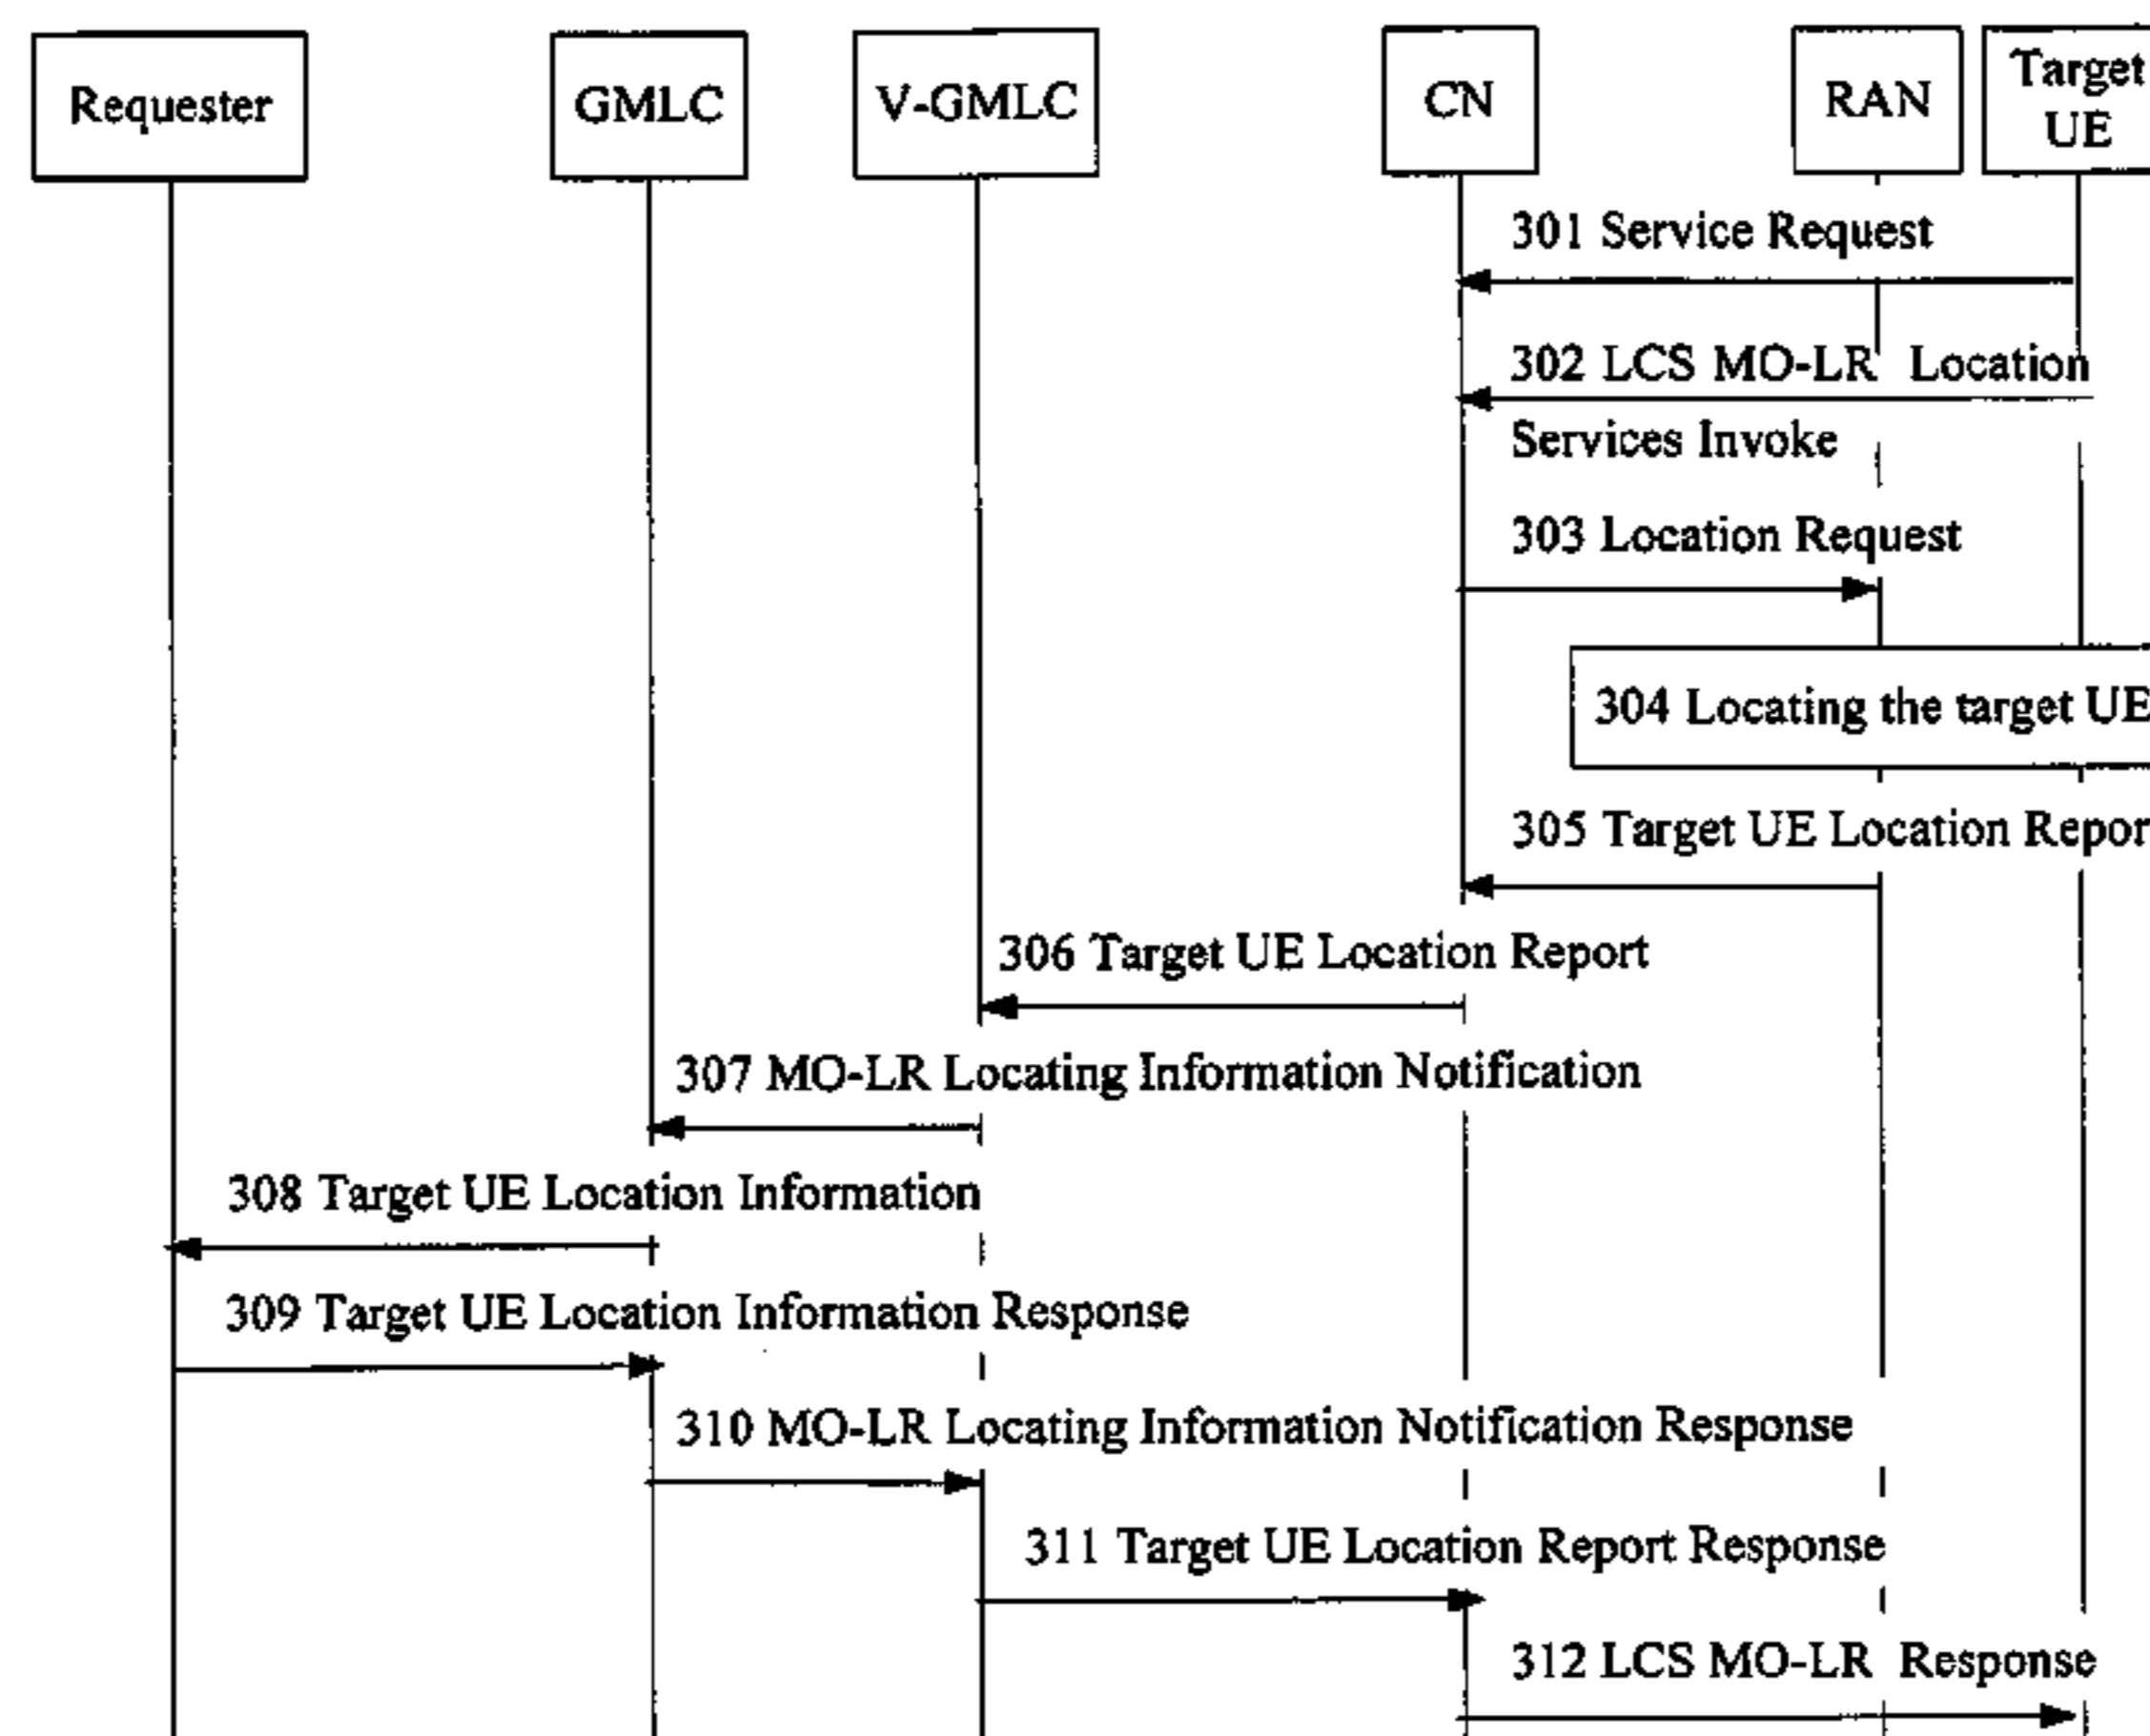 Requester
GMLC
V-GMLC
CN
RAN
Target
UE
301 Service Request
302 LCS MO-LR Location
Services Invoke
303 Location Request
304 Locating the target UE
305 Target UE Location Repor
306 Target UE Location Report
307 MO-LR Locating Information Notification
308 Target UE Location Information
309 Target UE Location Information Response
310 MO-LR Locating Information Notification Response
311 Target UE Location Report Response
312 LCS MO-LR Response